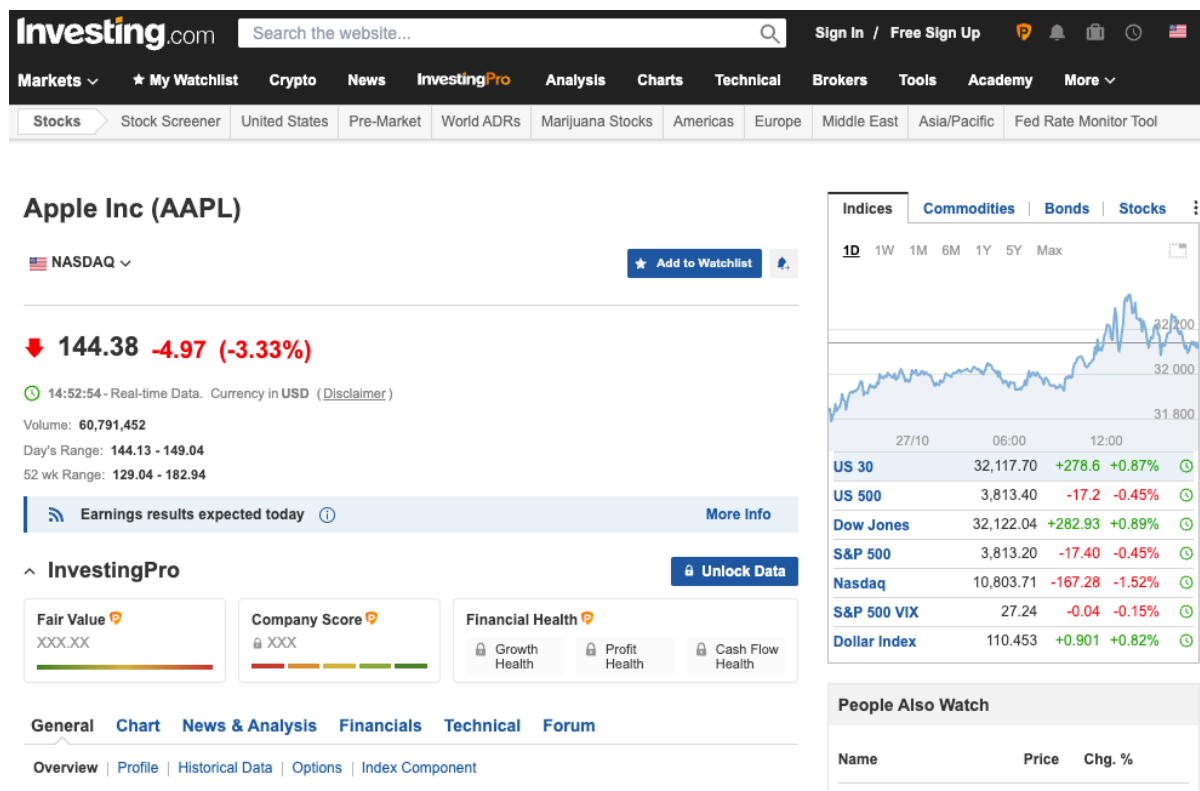 Investing.com Search the website... Sign In / Free Sign Up
Markets My Watchlist Crypto News InvestingPro Analysis Charts Technical Brokers Tools Academy More
Stocks Stock Screener United States Pre-Market World ADRs Marijuana Stocks Americas Europe Middle East Asia/Pacific Fed Rate Monitor Tool
Apple Inc (AAPL)
NASDAQ
Add to Watchlist
144.38 -4.97 (-3.33%)
14:52:54 - Real-time Data. Currency in USD ( Disclaimer )
Volume: 60,791,452
Day's Range: 144.13 - 149.04
52 wk Range: 129.04 - 182.94
Earnings results expected today More Info
InvestingPro Unlock Data
Fair Value
XXX.XX
Company Score
XXX
Financial Health
Growth Health
Profit Health
Cash Flow Health
General Chart News & Analysis Financials Technical Forum
Overview | Profile | Historical Data | Options | Index Component
Indices Commodities | Bonds | Stocks
1D 1W 1M 6M 1Y 5Y Max
32 200
32 000
31 800
27/10 06:00 12:00
US 30 32,117.70 +278.6 +0.87%
US 500 3,813.40 -17.2 -0.45%
Dow Jones 32,122.04 +282.93 +0.89%
S&P 500 3,813.20 -17.40 -0.45%
Nasdaq 10,803.71 -167.28 -1.52%
S&P 500 VIX 27.24 -0.04 -0.15%
Dollar Index 110.453 +0.901 +0.82%
People Also Watch
Name Price Chg. %